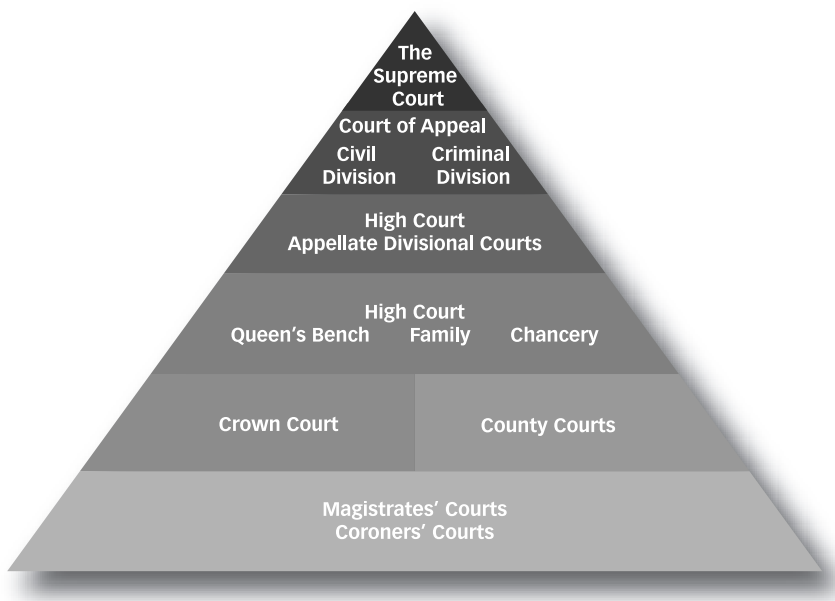 The
Supreme
Court
Court of Appeal
Civil
Division
Criminal
Division
High Court
Appellate Divisional Courts
High Court
Queen’s Bench Family Chancery
Crown Court
County Courts
Magistrates’ Courts
Coroners’ Courts